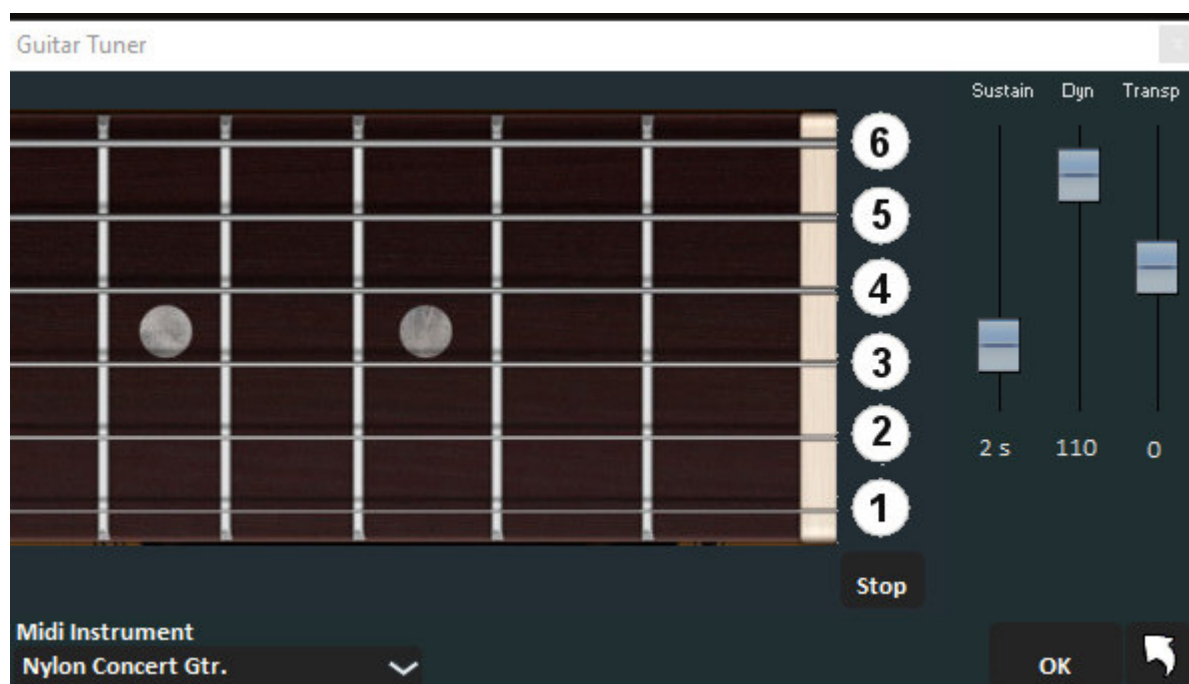 Guitar Tuner
Sustain Dyn Transp
6
5
4
3
2
1
2 s 110 0
Stop
Midi Instrument
Nylon Concert Gtr.
OK